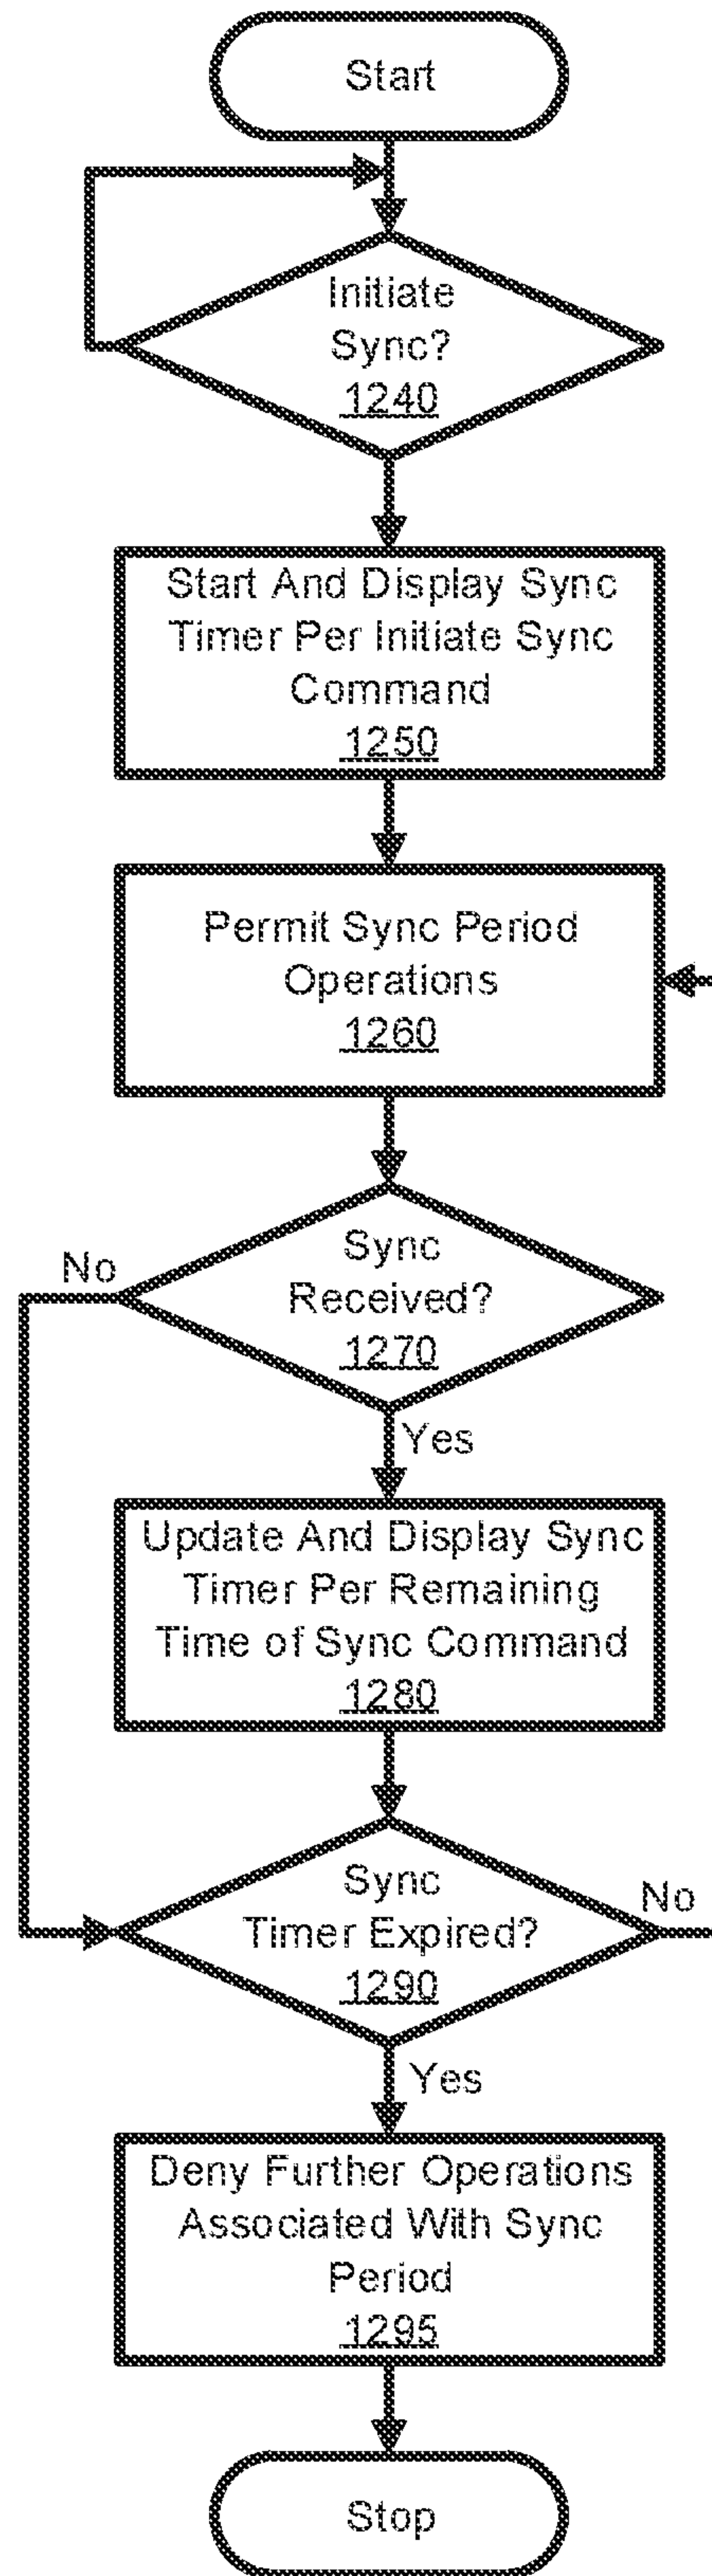 Start
Initiate
Sync?
1240
Start And Display Sync
Timer Per Initiate Sync
Command
1250
Permit Sync Period
Operations
1260
Sync
Received?
1270
No
Yes
Update And Display Sync
Timer Per Remaining
Time of Sync Command
1280
Sync
Timer Expired?
1290
No
Yes
Deny Further Operations
Associated With Sync
Period
1295
Stop